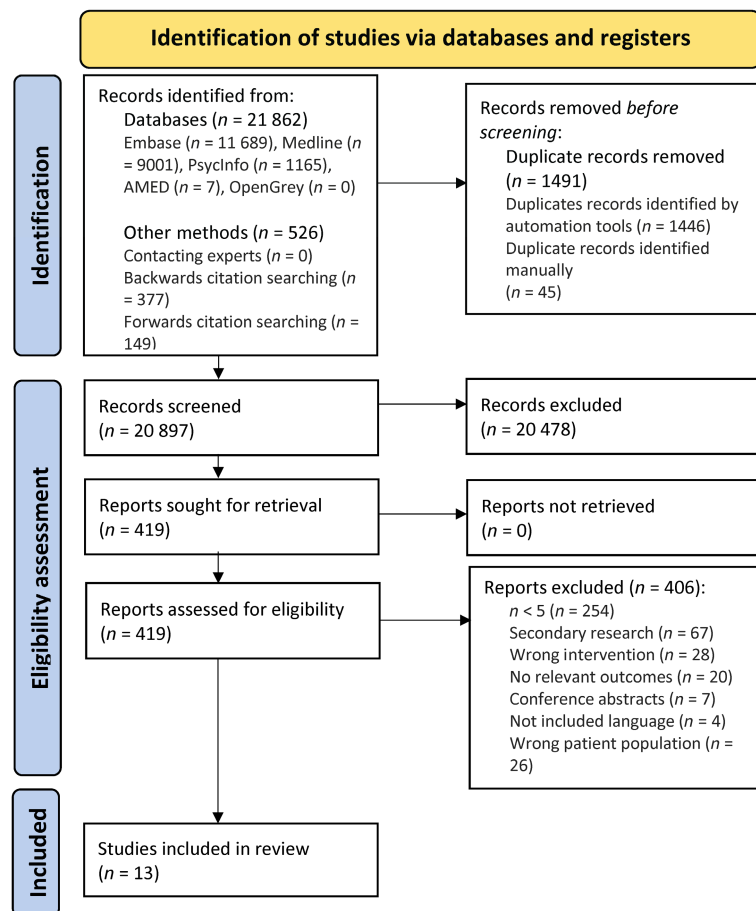 Identification of studies via databases and registers
Identification
Records identified from:
Databases (n = 21 862)
Embase (n = 11 689), Medline (n
= 9001), PsycInfo (n = 1165),
AMED (n = 7), OpenGrey (n = 0)
Other methods (n = 526)
Contacting experts (n = 0)
Backwards citation searching (n
= 377)
Forwards citation searching (n =
149)
Records removed before
screening:
Duplicate records removed
(n = 1491)
Duplicates records identified by
automation tools (n = 1446)
Duplicate records identified
manually
(n = 45)
Eligibility assessment
Records screened
(n = 20 897)
Records excluded
(n = 20 478)
Reports sought for retrieval
(n = 419)
Reports not retrieved
(n = 0)
Reports assessed for eligibility
(n = 419)
Reports excluded (n = 406):
n < 5 (n = 254)
Secondary research (n = 67)
Wrong intervention (n = 28)
No relevant outcomes (n = 20)
Conference abstracts (n = 7)
Not included language (n = 4)
Wrong patient population (n =
26)
Included
Studies included in review
(n = 13)